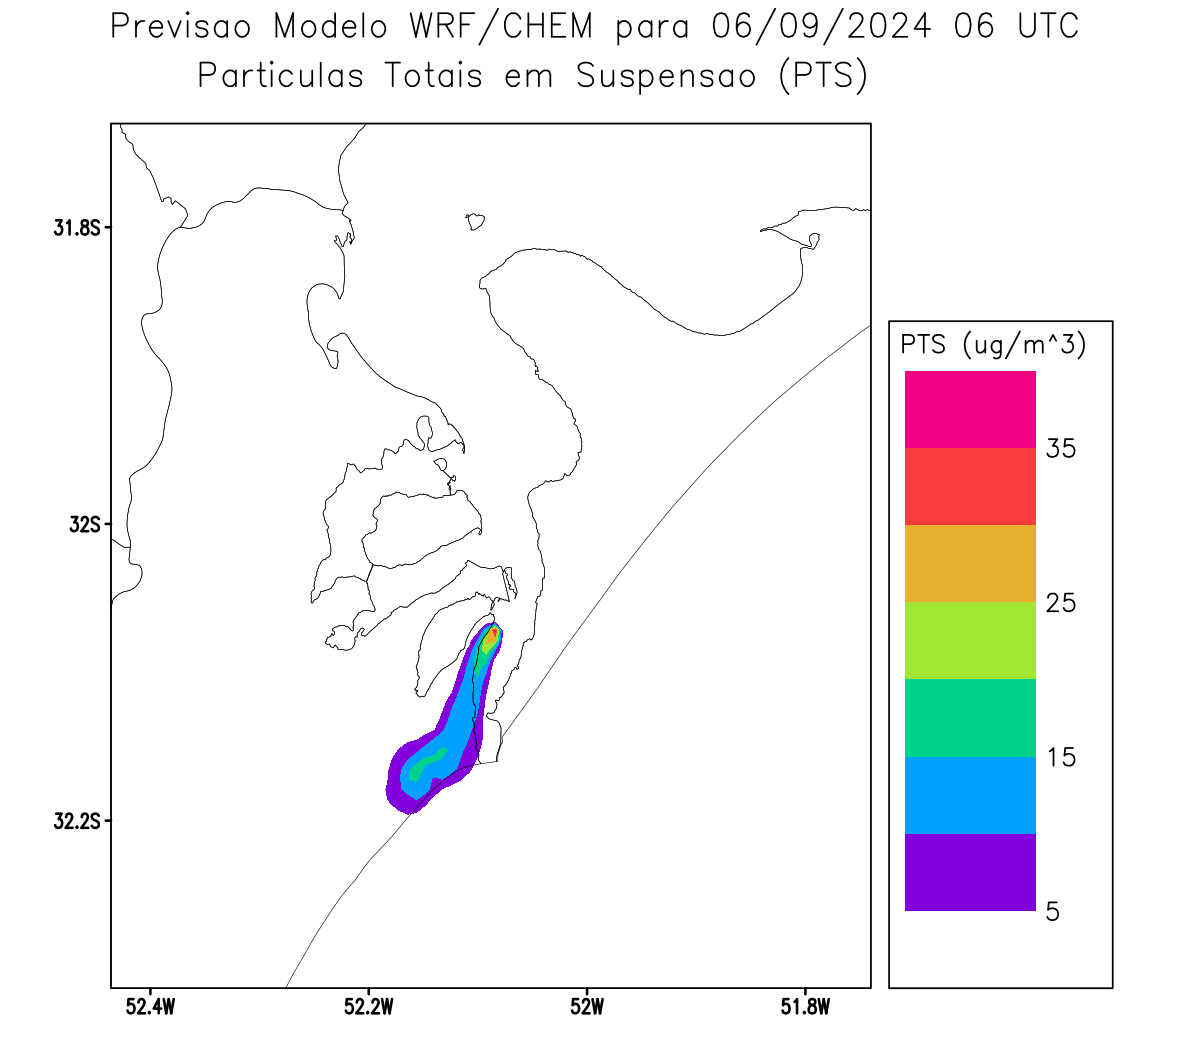 Previsao Modelo WRF/CHEM para 06/09/2024 06 UTC
Particulas Totais em Suspensao (PTS)
31.8S
32S
32.2S
52.4W
52.2W
52W
51.8W
PTS (ug/m^3)
35
25
15
5